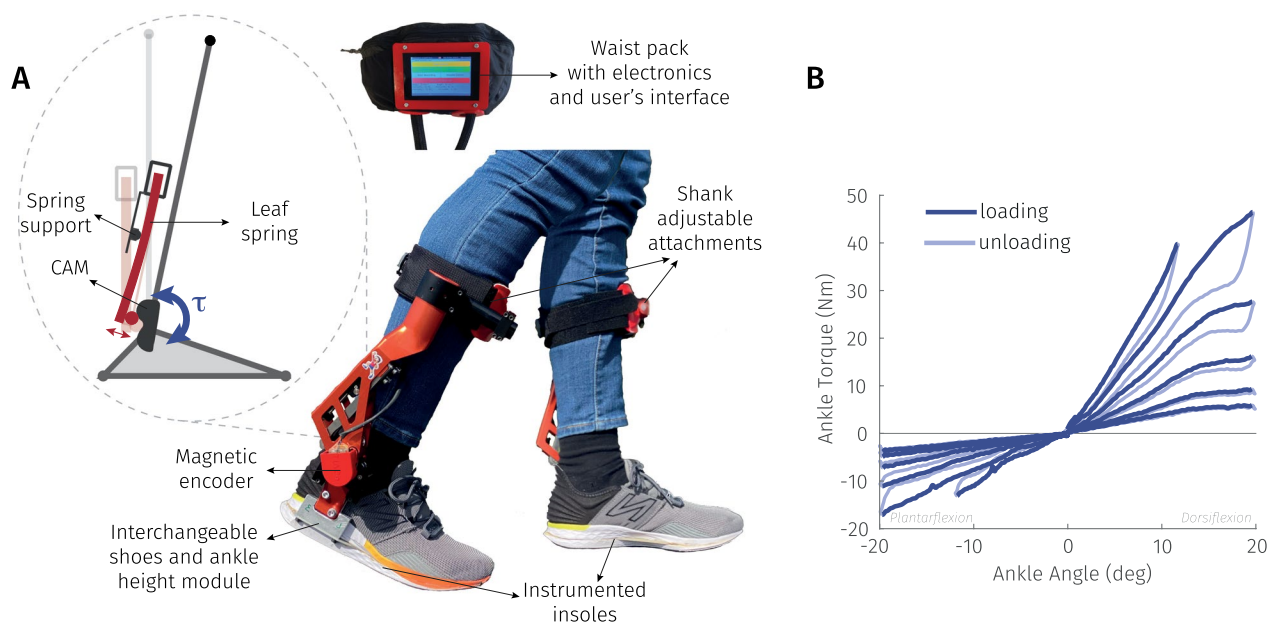 A
Waist pack
with electronics
and user's interface
B
Spring
support
Leaf
spring
CAM
τ
Shank
adjustable
attachments
Magnetic
encoder
Interchangeable
shoes and ankle
height module
Instrumented
insoles
loading
unloading
50
40
30
20
10
0
-10
-20
Ankle Torque (Nm)
Plantarflexion
Dorsiflexion
-20
-10
0
10
20
Ankle Angle (deg)